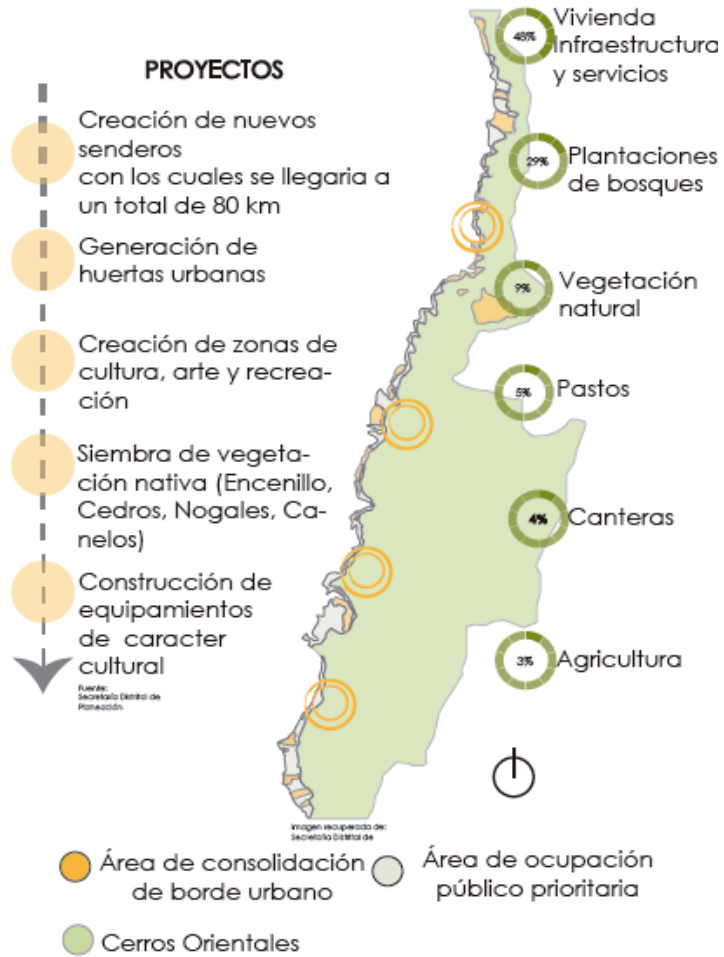 PROYECTOS
Creación de nuevos
senderos
con los cuales se llegaria a
un total de 80 km
Generación de
huertas urbanas
Creación de zonas de
cultura, arte y recrea-
ción
Siembra de vegeta-
ción nativa (Encenillo,
Cedros, Nogales, Ca-
nelos)
Construcción de
equipamientos
de caracter
cultural
Fuente:
Secretaría Distrital de
Planeación
48%
Vivienda
Infraestructura
y servicios
29%
Plantaciones
de bosques
9%
Vegetación
natural
5%
Pastos
4%
Canteras
3%
Agricultura
Imagen recuperada de:
Secretaría Distrital de
Área de consolidación
de borde urbano
Área de ocupación
público prioritaria
Cerros Orientales